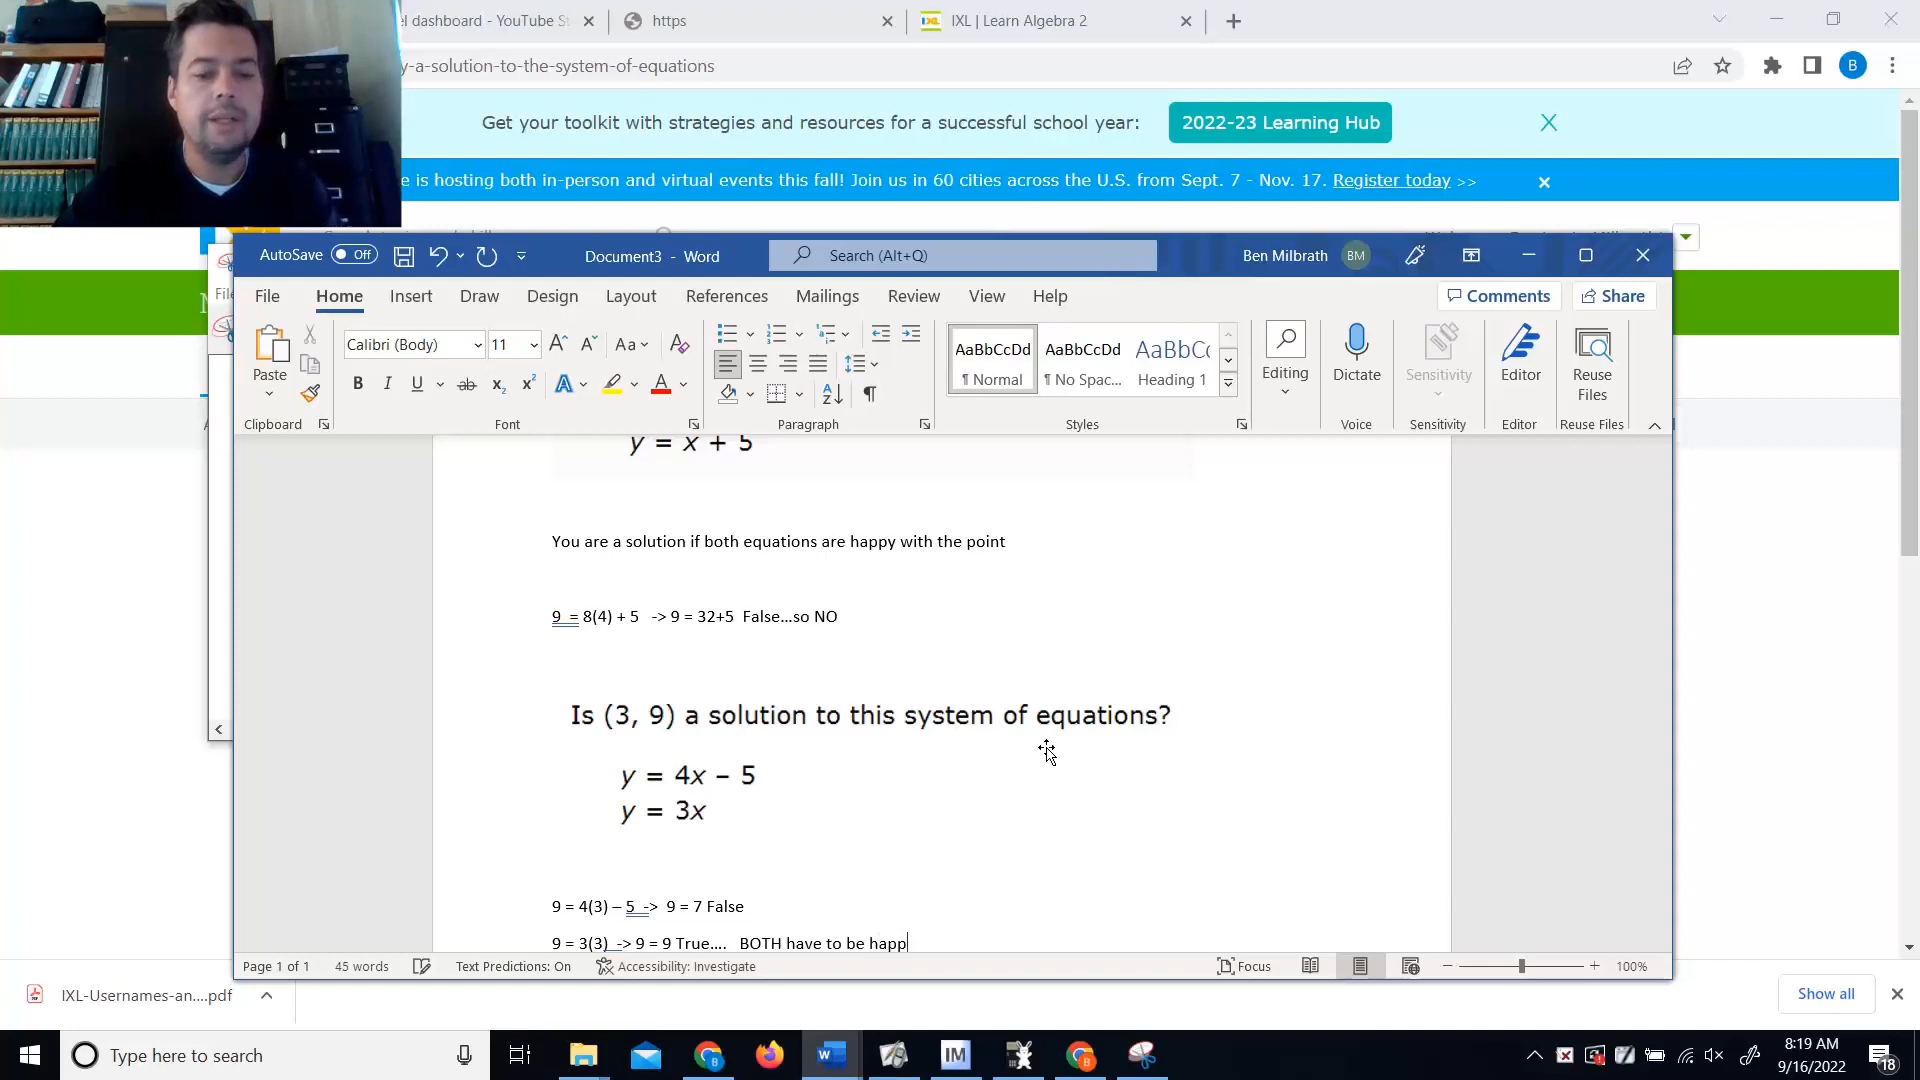 el dashboard - YouTube St
https
IXL | Learn Algebra 2
y-a-solution-to-the-system-of-equations
B
Get your toolkit with strategies and resources for a successful school year:
2022-23 Learning Hub
e is hosting both in-person and virtual events this fall! Join us in 60 cities across the U.S. from Sept. 7 - Nov. 17. Register today >>
AutoSave Off
Document3 - Word
Search (Alt+Q)
Ben Milbrath BM
File Home Insert Draw Design Layout References Mailings Review View Help
Comments Share
Calibri (Body) 11
AaBbCcDd AaBbCcDd AaBbCc
Paste
¶ Normal ¶ No Spac... Heading 1
Editing Dictate Sensitivity Editor Reuse Files
Clipboard Font Paragraph Styles Voice Sensitivity Editor Reuse Files
y = x + 5
You are a solution if both equations are happy with the point
9 = 8(4) + 5 -> 9 = 32+5 False...so NO
Is (3, 9) a solution to this system of equations?
y = 4x – 5
y = 3x
9 = 4(3) – 5 -> 9 = 7 False
9 = 3(3) -> 9 = 9 True.... BOTH have to be happ
Page 1 of 1 45 words Text Predictions: On Accessibility: Investigate Focus 100%
IXL-Usernames-an....pdf
Show all
Type here to search
8:19 AM
9/16/2022
18